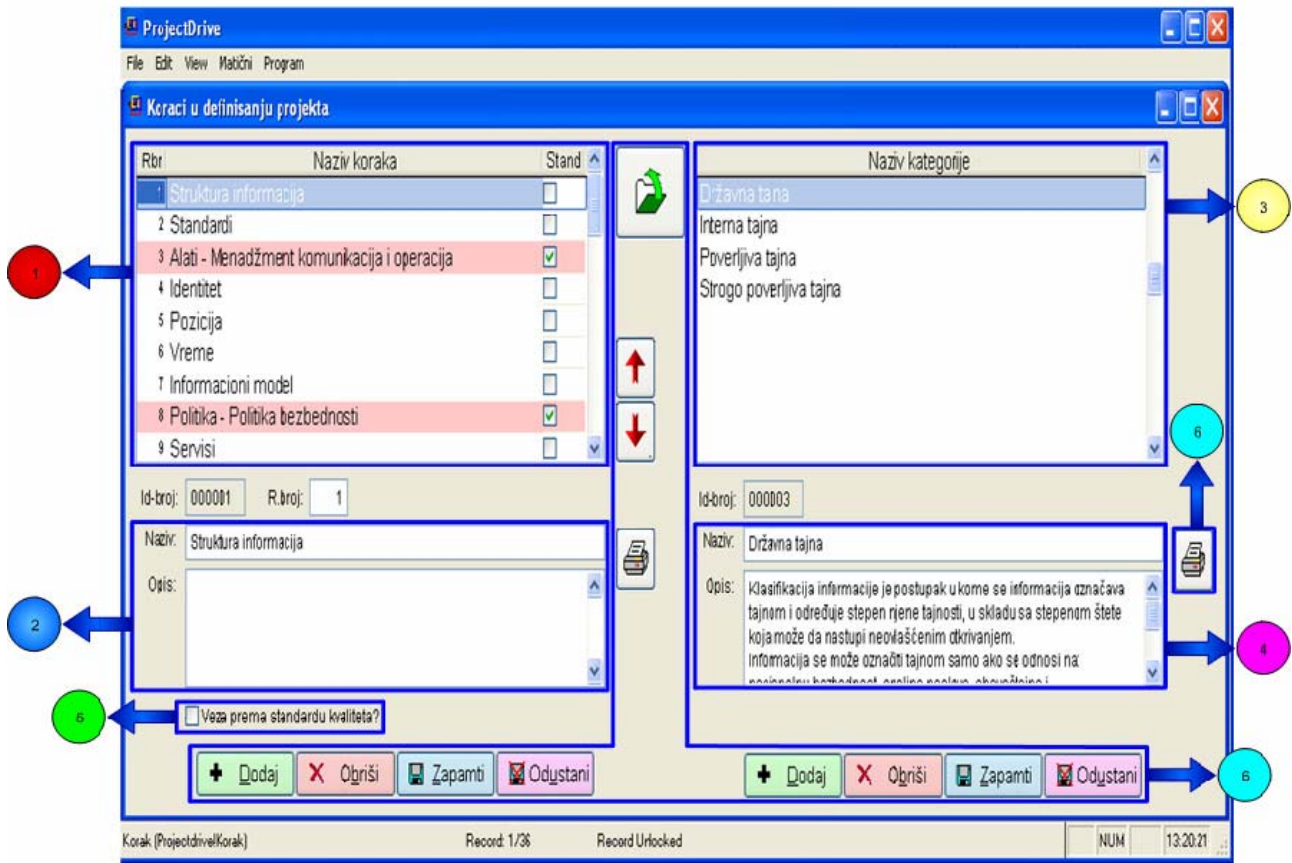 ProjectDrive
File Edit View Matični Program
Koraci u definisanju projekta
Rbr Naziv koraka Stand
1 Struktura informacija
2 Standardi
3 Alati - Menadžment komunikacija i operacija
4 Identitet
5 Pozicija
6 Vreme
7 Informacioni model
8 Politika - Politika bezbednosti
9 Servisi
Naziv kategorije
Državna tana
Interna tajna
Poverljiva tajna
Strogo poverljiva tajna
1
3
6
Id-broj: 000001 R.broj: 1
Naziv: Struktura informacija
Opis:
Id-broj: 000003
Naziv: Državna tajna
Opis: Klasifikacija informacije je postupak u kome se informacija označava
tajnom i određuje stepen njene tajnosti, u skladu sa stepenom štete
koja može da nastupi neovlašćenim otkrivanjem.
Informacija se može označiti tajnom samo ako se odnosi na:
2
4
Veza prema standardu kvaliteta?
Dodaj Obriši Zapamti Odustani
Dodaj Obriši Zapamti Odustani
6
Korak (Projectdrive!Korak) Record: 1/36 Record Unlocked NUM 13:20:21